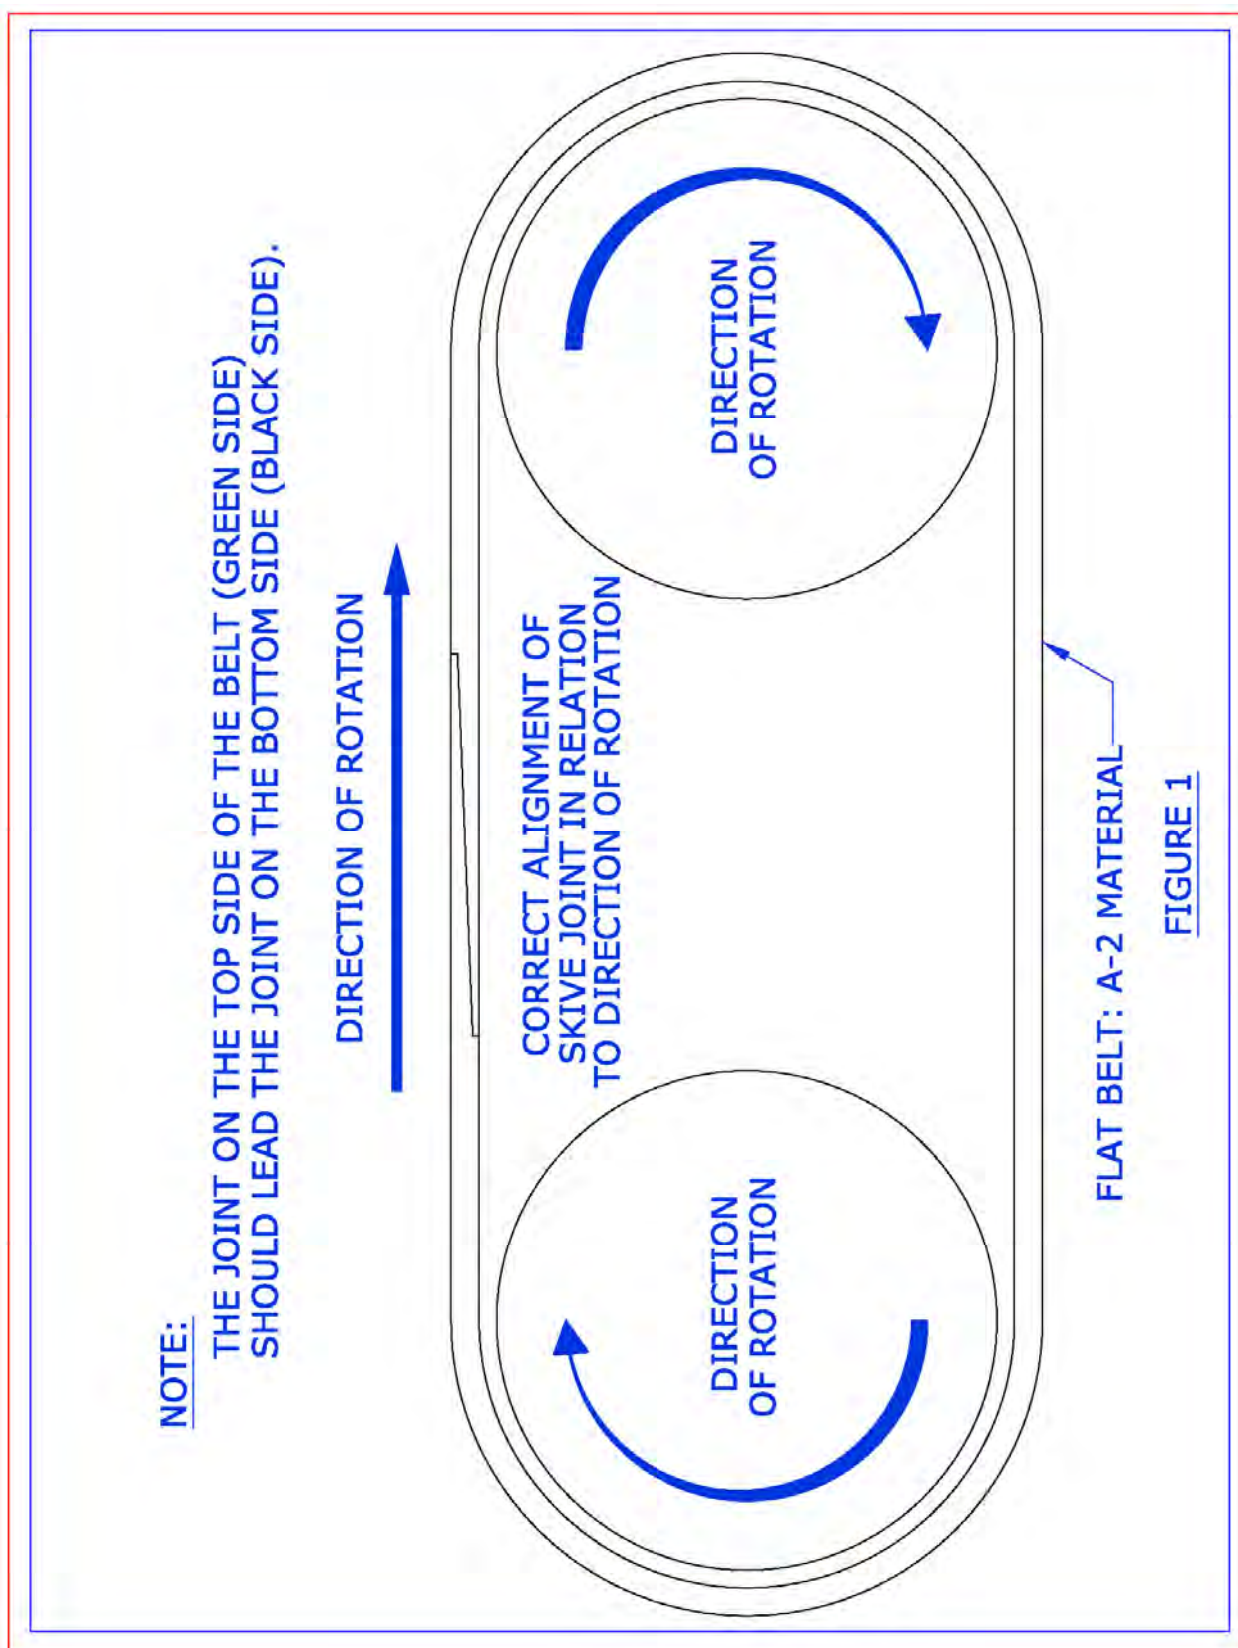 NOTE:
THE JOINT ON THE TOP SIDE OF THE BELT (GREEN SIDE)
SHOULD LEAD THE JOINT ON THE BOTTOM SIDE (BLACK SIDE).
DIRECTION OF ROTATION
CORRECT ALIGNMENT OF
SKIVE JOINT IN RELATION
TO DIRECTION OF ROTATION
DIRECTION
OF ROTATION
DIRECTION
OF ROTATION
FLAT BELT: A-2 MATERIAL
FIGURE 1